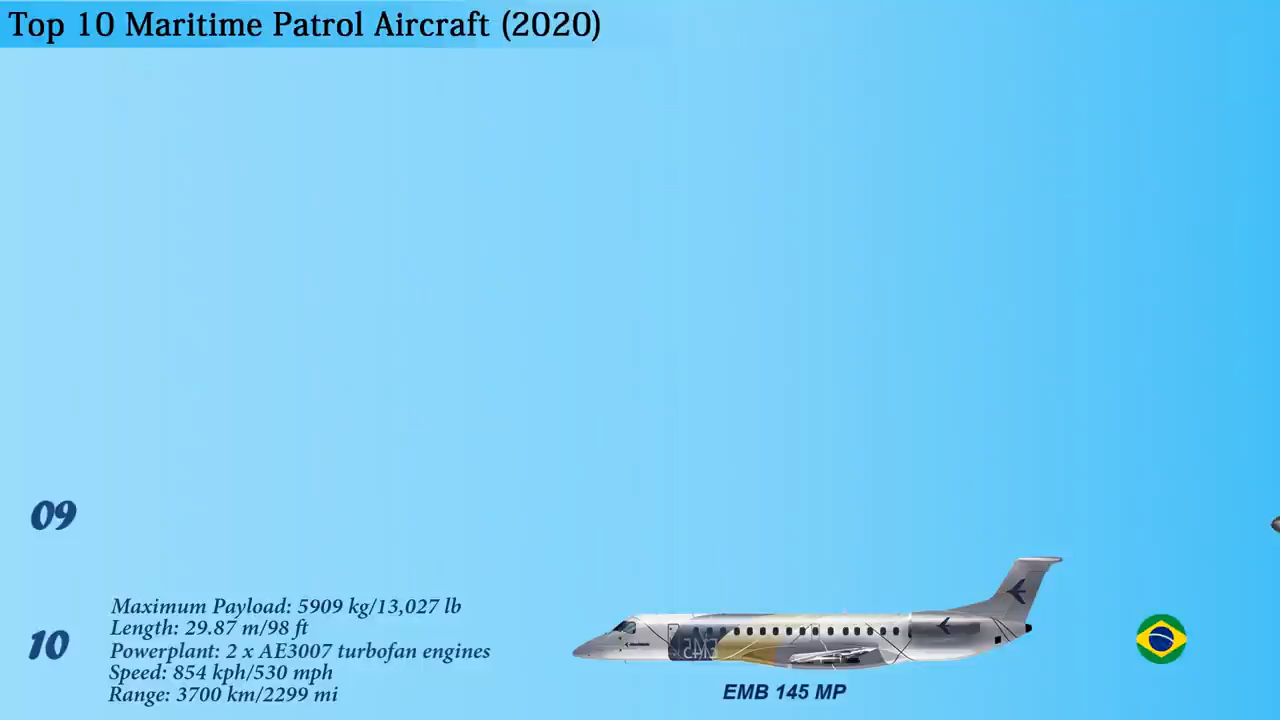 Top 10 Maritime Patrol Aircraft (2020)
09
10
Maximum Payload: 5909 kg/13,027 lb
Length: 29.87 m/98 ft
Powerplant: 2 x AE3007 turbofan engines
Speed: 854 kph/530 mph
Range: 3700 km/2299 mi
EMB 145 MP